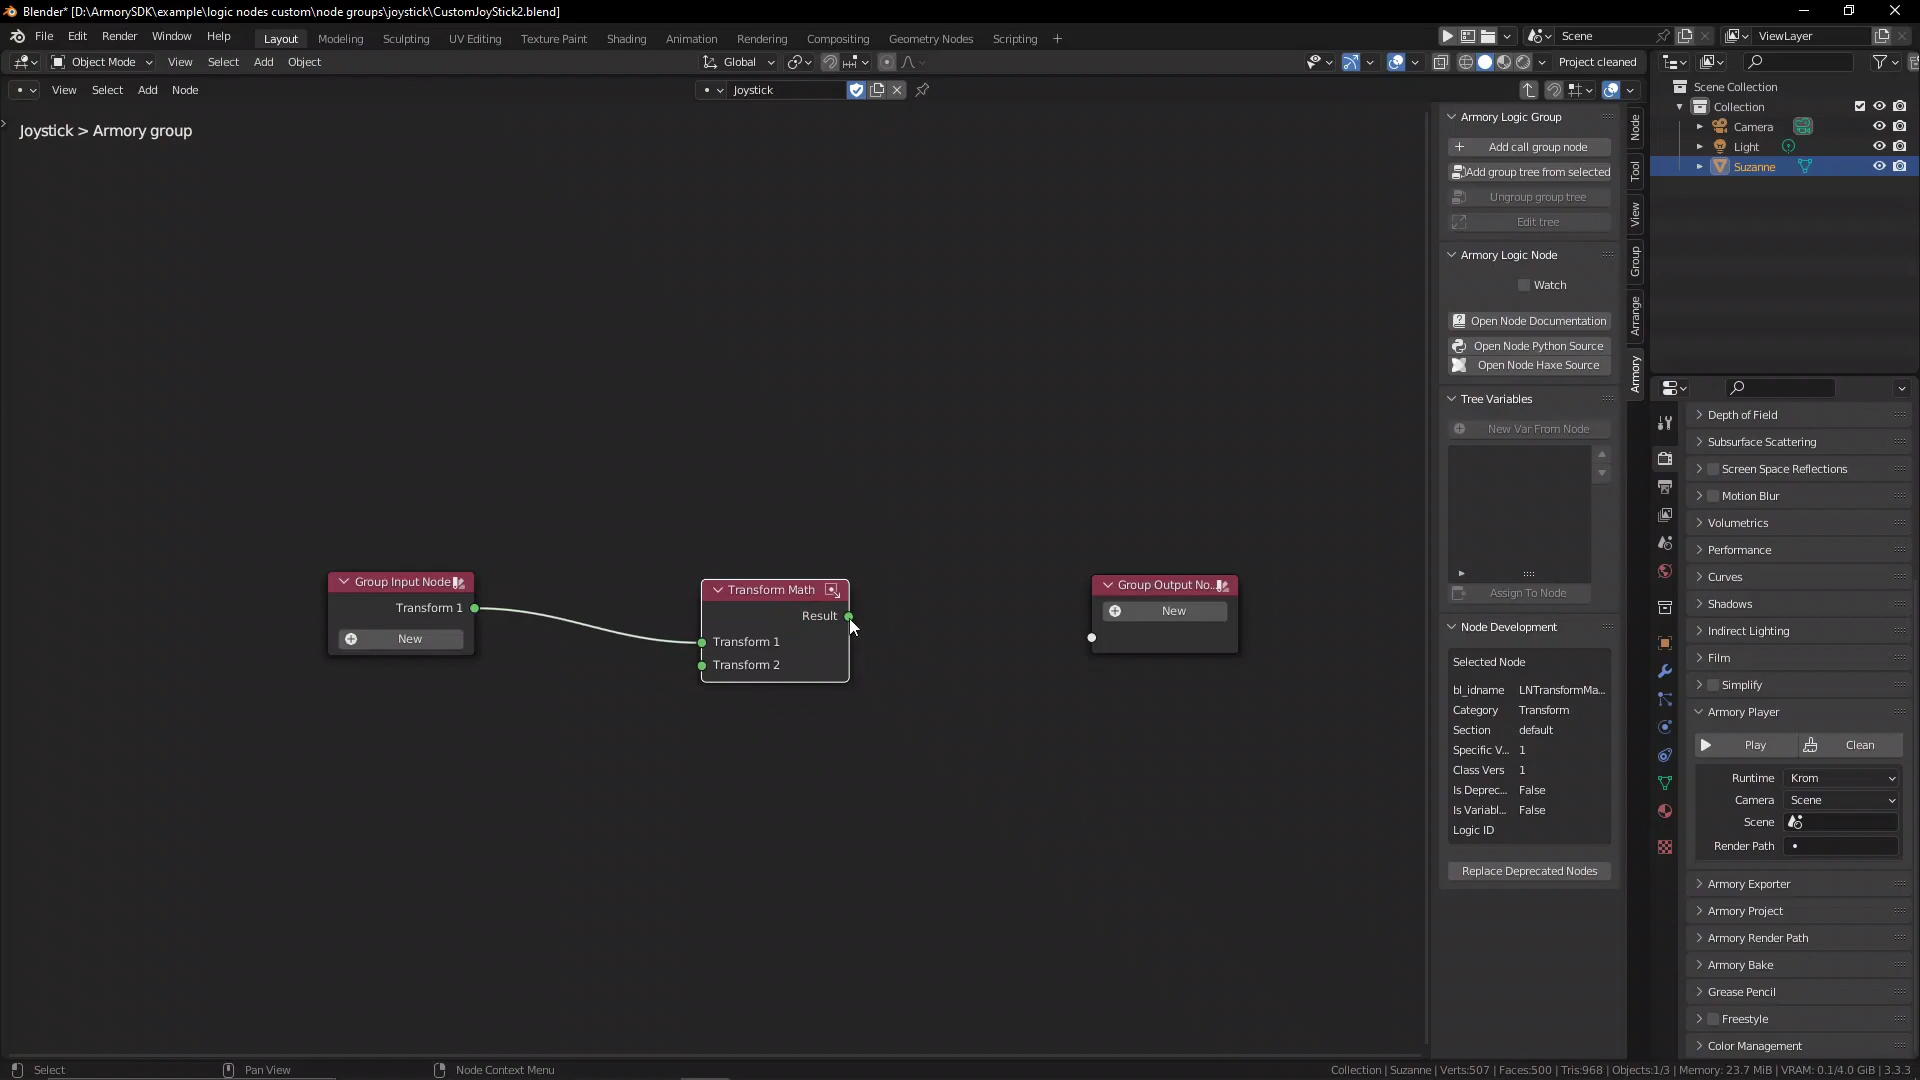 Blender* [D:\ArmorySDK\example\logic nodes custom\node groups\joystick\CustomJoyStick2.blend]
File Edit Render Window Help Layout Modeling Sculpting UV Editing Texture Paint Shading Animation Rendering Compositing Geometry Nodes Scripting + Scene ViewLayer
Object Mode View Select Add Object Global Project cleaned
View Select Add Node Joystick
Joystick > Armory group
Group Input Node
Transform 1
New
Transform Math
Result
Transform 1
Transform 2
Group Output No...
New
Armory Logic Group
Add call group node
Add group tree from selected
Ungroup group tree
Edit tree
Armory Logic Node
Watch
Open Node Documentation
Open Node Python Source
Open Node Haxe Source
Tree Variables
New Var From Node
Assign To Node
Node Development
Selected Node
bl_idname LNTransformMa...
Category Transform
Section default
Specific V... 1
Class Vers 1
Is Deprec... False
Is Variabl... False
Logic ID
Replace Deprecated Nodes
Node
Tool
View
Group
Arrange
Armory
Scene Collection
Collection
Camera
Light
Suzanne
Depth of Field
Subsurface Scattering
Screen Space Reflections
Motion Blur
Volumetrics
Performance
Curves
Shadows
Indirect Lighting
Film
Simplify
Armory Player
Play Clean
Runtime Krom
Camera Scene
Scene
Render Path
Armory Exporter
Armory Project
Armory Render Path
Armory Bake
Grease Pencil
Freestyle
Color Management
Select Pan View Node Context Menu Collection | Suzanne | Verts:507 | Faces:500 | Tris:968 | Objects:1/3 | Memory: 23.7 MiB | VRAM: 0.1/4.0 GiB | 3.3.3